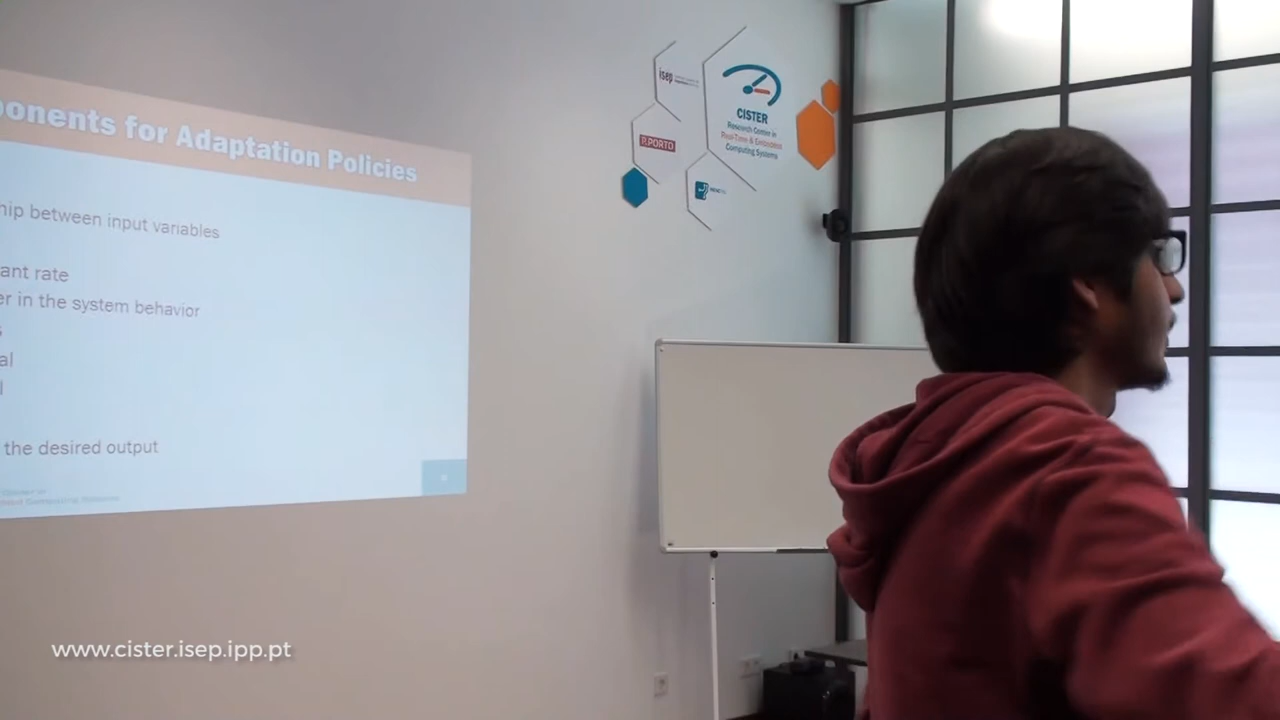 ponents for Adaptation Policies
hip between input variables
ant rate
er in the system behavior
s
al
l
the desired output
isep
P.PORTO
CISTER
Research Center in
Real-Time & Embedded
Computing Systems
www.cister.isep.ipp.pt